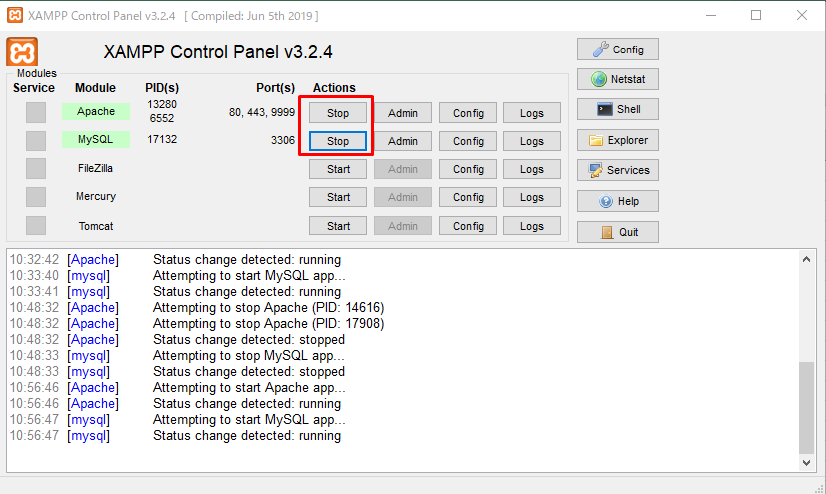 XAMPP Control Panel v3.2.4 [ Compiled: Jun 5th 2019 ]
XAMPP Control Panel v3.2.4
Modules
Service Module PID(s) Port(s) Actions
Apache 13280 6552 80, 443, 9999 Stop Admin Config Logs
MySQL 17132 3306 Stop Admin Config Logs
FileZilla Start Admin Config Logs
Mercury Start Admin Config Logs
Tomcat Start Admin Config Logs
Config
Netstat
Shell
Explorer
Services
Help
Quit
10:32:42 [Apache] Status change detected: running
10:33:40 [mysql] Attempting to start MySQL app...
10:33:41 [mysql] Status change detected: running
10:48:32 [Apache] Attempting to stop Apache (PID: 14616)
10:48:32 [Apache] Attempting to stop Apache (PID: 17908)
10:48:32 [Apache] Status change detected: stopped
10:48:33 [mysql] Attempting to stop MySQL app...
10:48:33 [mysql] Status change detected: stopped
10:56:46 [Apache] Attempting to start Apache app...
10:56:46 [Apache] Status change detected: running
10:56:47 [mysql] Attempting to start MySQL app...
10:56:47 [mysql] Status change detected: running